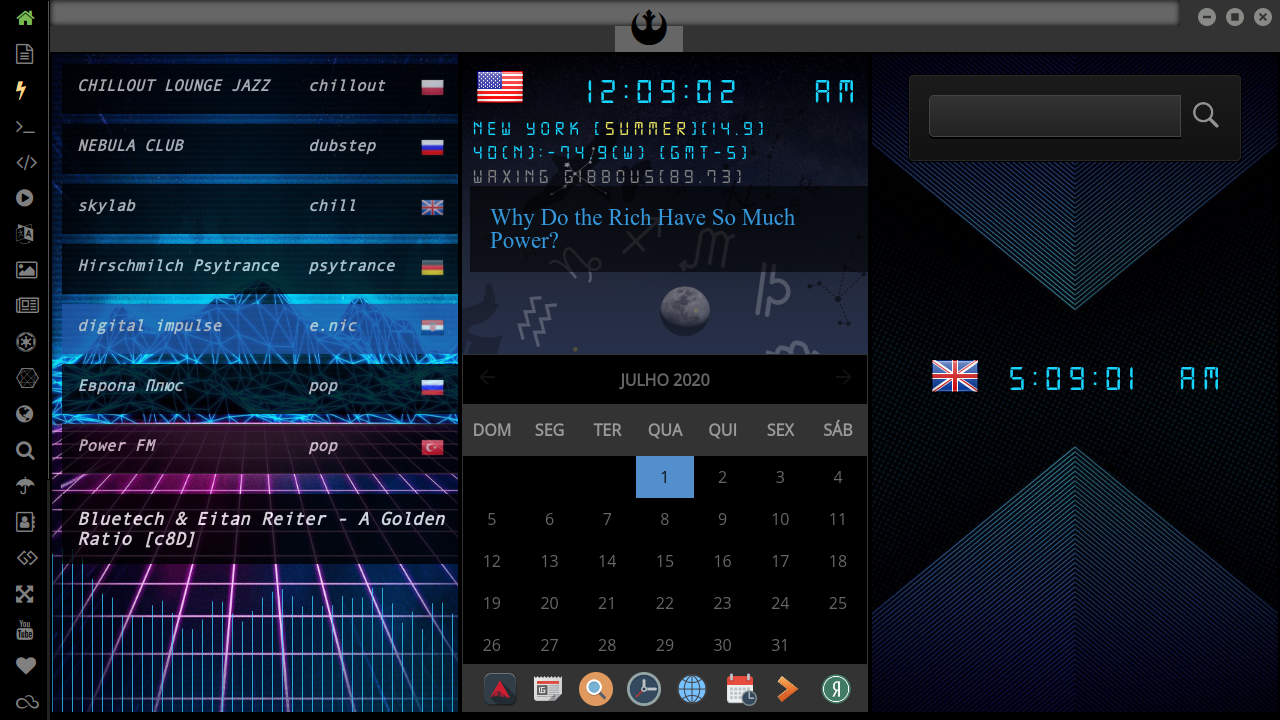 CHILLOUT LOUNGE JAZZ chillout
NEBULA CLUB dubstep
skylab chill
Hirschmilch Psytrance psytrance
digital impulse e.nic
Европа Плюс pop
Power FM pop
Bluetech & Eitan Reiter - A Golden
Ratio [c8D]
12:09:02 AM
NEW YORK [SUMMER][14.9]
40(N):-74.9(W) (GMT-5)
WAXING GIBBOUS[89.73]
Why Do the Rich Have So Much
Power?
JULHO 2020
DOM SEG TER QUA QUI SEX SÁB
1 2 3 4
5 6 7 8 9 10 11
12 13 14 15 16 17 18
19 20 21 22 23 24 25
26 27 28 29 30 31
5:09:01 AM
You
Tube
Я